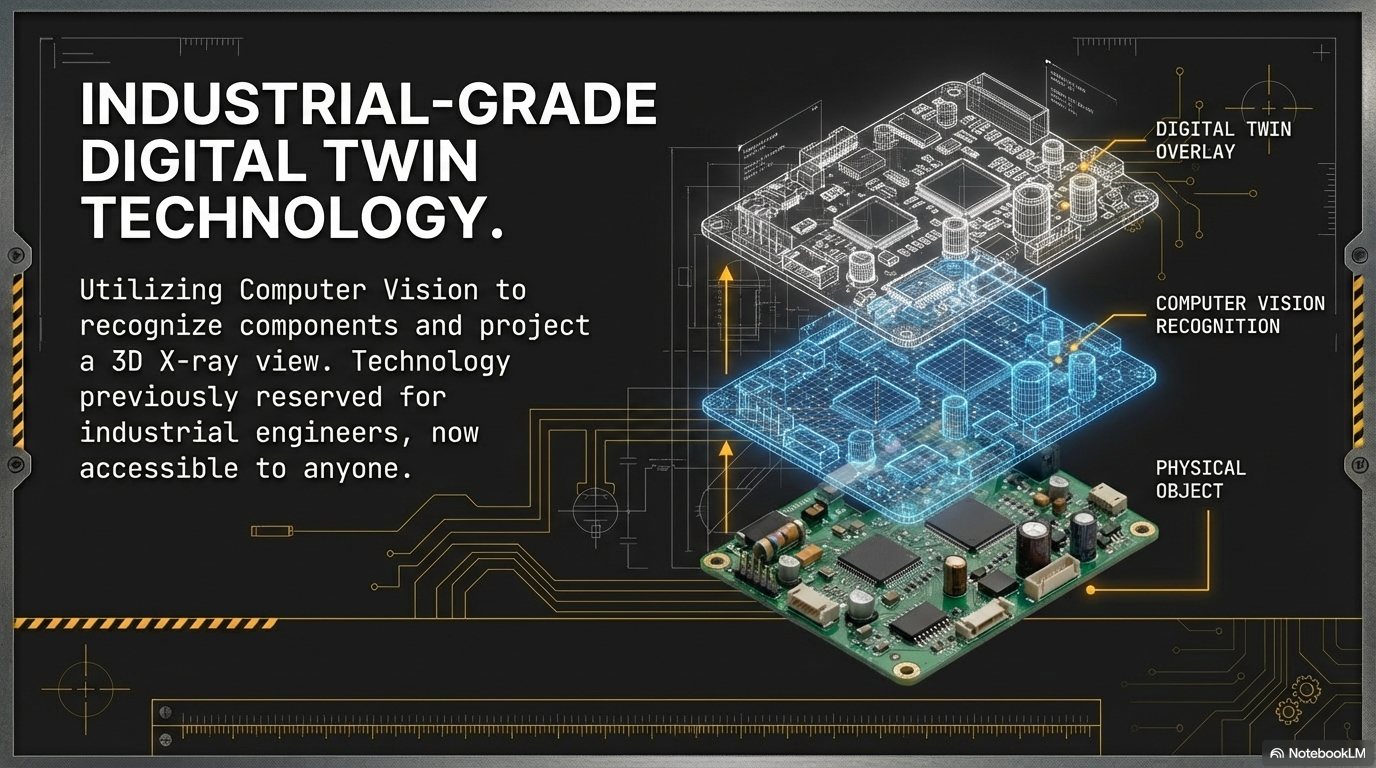 INDUSTRIAL-GRADE
DIGITAL TWIN
TECHNOLOGY.
Utilizing Computer Vision to
recognize components and project
a 3D X-ray view. Technology
previously reserved for
industrial engineers, now
accessible to anyone.
DIGITAL TWIN
OVERLAY
COMPUTER VISION
RECOGNITION
PHYSICAL
OBJECT
NotebookLM